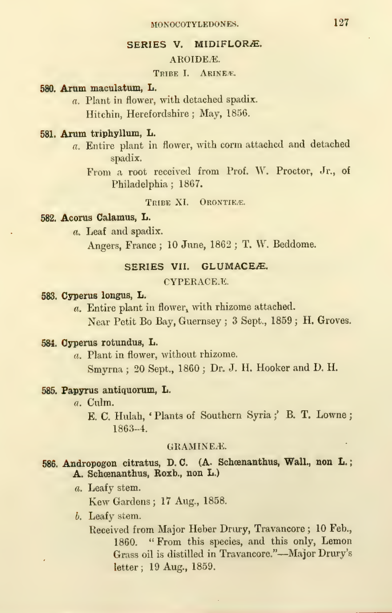 MONOCOTYLEDONES. 127
SERIES V. MIDIFLORÆ.
AROIDEÆ.
TRIBE I. ARINEÆ.
580. Arum maculatum, L.
a. Plant in flower, with detached spadix.
Hitchin, Herefordshire ; May, 1856.
581. Arum triphyllum, L.
a. Entire plant in flower, with corm attached and detached
spadix.
From a root received from Prof. W. Proctor, Jr., of
Philadelphia ; 1867.
TRIBE XI. ORONTIEÆ.
582. Acorus Calamus, L.
a. Leaf and spadix.
Angers, France ; 10 June, 1862 ; T. W. Beddome.
SERIES VII. GLUMACEÆ.
CYPERACEÆ.
583. Cyperus longus, L.
a. Entire plant in flower, with rhizome attached.
Near Petit Bo Bay, Guernsey ; 3 Sept., 1859 ; H. Groves.
584. Cyperus rotundus, L.
a. Plant in flower, without rhizome.
Smyrna ; 20 Sept., 1860 ; Dr. J. H. Hooker and D. H.
585. Papyrus antiquorum, L.
a. Culm.
E. C. Hulah, ‘ Plants of Southern Syria ;’ B. T. Lowne ;
1863-4.
GRAMINEÆ.
586. Andropogon citratus, D. C. (A. Schœnanthus, Wall., non L. ;
A. Schœnanthus, Roxb., non L.)
a. Leafy stem.
Kew Gardens ; 17 Aug., 1858.
b. Leafy stem.
Received from Major Heber Drury, Travancore ; 10 Feb.,
1860. “ From this species, and this only, Lemon
Grass oil is distilled in Travancore.”—Major Drury's
letter ; 19 Aug., 1859.